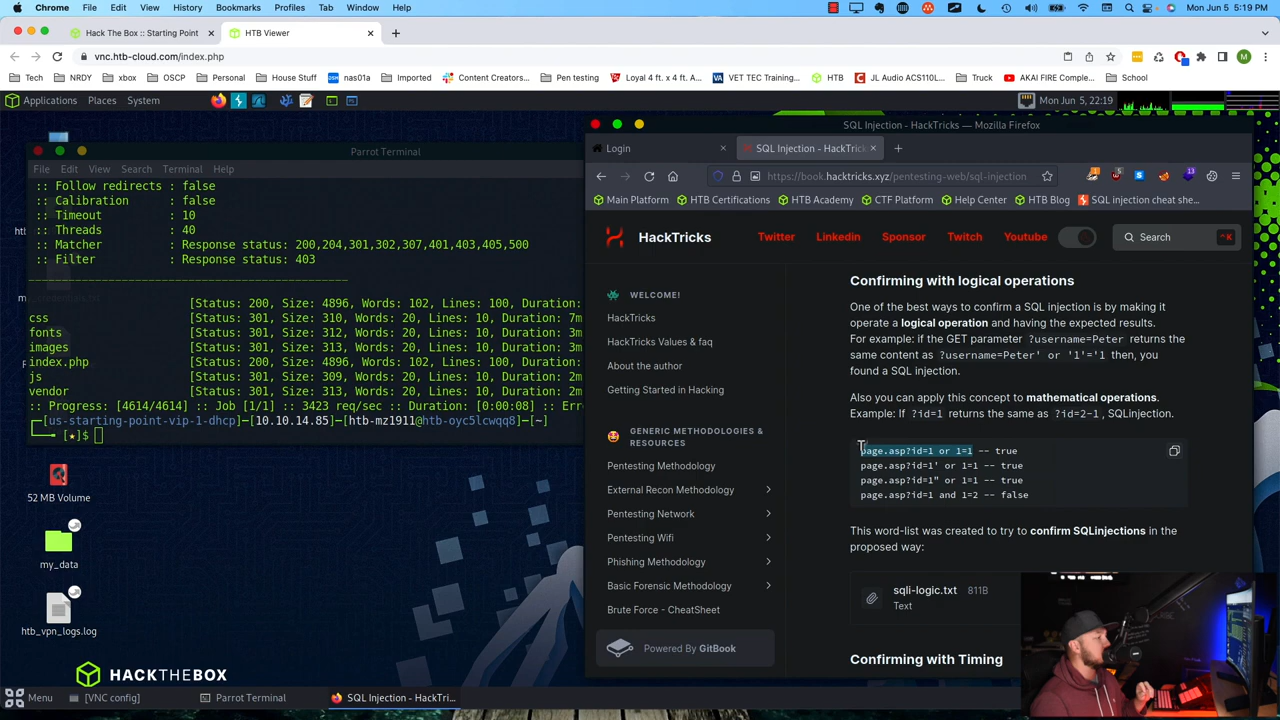 Chrome File Edit View History Bookmarks Profiles Tab Window Help Mon Jun 5 5:19 PM
Hack The Box :: Starting Point
HTB Viewer
vnc.htb-cloud.com/index.php
Tech NRDY xbox OSCP Personal House Stuff nas01a Imported Content Creators... Pen testing Loyal 4 ft. x 4 ft. A... VET TEC Training... HTB JL Audio ACS110L... Truck AKAI FIRE Comple... School
Applications Places System Mon Jun 5, 22:19
Parrot Terminal
File Edit View Search Terminal Help
:: Follow redirects : false
:: Calibration : false
:: Timeout : 10
:: Threads : 40
:: Matcher : Response status: 200,204,301,302,307,401,403,405,500
:: Filter : Response status: 403
[Status: 200, Size: 4896, Words: 102, Lines: 100, Duration:
css [Status: 301, Size: 310, Words: 20, Lines: 10, Duration: 7m
fonts [Status: 301, Size: 312, Words: 20, Lines: 10, Duration: 3m
images [Status: 301, Size: 313, Words: 20, Lines: 10, Duration: 3m
index.php [Status: 200, Size: 4896, Words: 102, Lines: 100, Duration:
js [Status: 301, Size: 309, Words: 20, Lines: 10, Duration: 2m
vendor [Status: 301, Size: 313, Words: 20, Lines: 10, Duration: 2m
:: Progress: [4614/4614] :: Job [1/1] :: 3423 req/sec :: Duration: [0:00:08] :: Err
[us-starting-point-vip-1-dhcp]-[10.10.14.85]-[htb-mz1911@htb-oyc5lcwqq8]-[~]
[★]$
52 MB Volume
my_data
htb_vpn_logs.log
HACKTHEBOX
SQL Injection - HackTricks — Mozilla Firefox
Login
SQL Injection - HackTrick
https://book.hacktricks.xyz/pentesting-web/sql-injection
Main Platform HTB Certifications HTB Academy CTF Platform Help Center HTB Blog SQL injection cheat she...
HackTricks Twitter Linkedin Sponsor Twitch Youtube Search ⌃K
WELCOME!
HackTricks
HackTricks Values & faq
About the author
Getting Started in Hacking
GENERIC METHODOLOGIES &
RESOURCES
Pentesting Methodology
External Recon Methodology
Pentesting Network
Pentesting Wifi
Phishing Methodology
Basic Forensic Methodology
Brute Force - CheatSheet
Powered By GitBook
Confirming with logical operations
One of the best ways to confirm a SQL injection is by making it
operate a logical operation and having the expected results.
For example: if the GET parameter ?username=Peter returns the
same content as ?username=Peter' or '1'='1 then, you
found a SQL injection.
Also you can apply this concept to mathematical operations.
Example: If ?id=1 returns the same as ?id=2-1, SQLinjection.
page.asp?id=1 or 1=1 -- true
page.asp?id=1' or 1=1 -- true
page.asp?id=1" or 1=1 -- true
page.asp?id=1 and 1=2 -- false
This word-list was created to try to confirm SQLinjections in the
proposed way:
sqli-logic.txt 811B
Text
Confirming with Timing
Menu [VNC config] Parrot Terminal SQL Injection - HackTri...